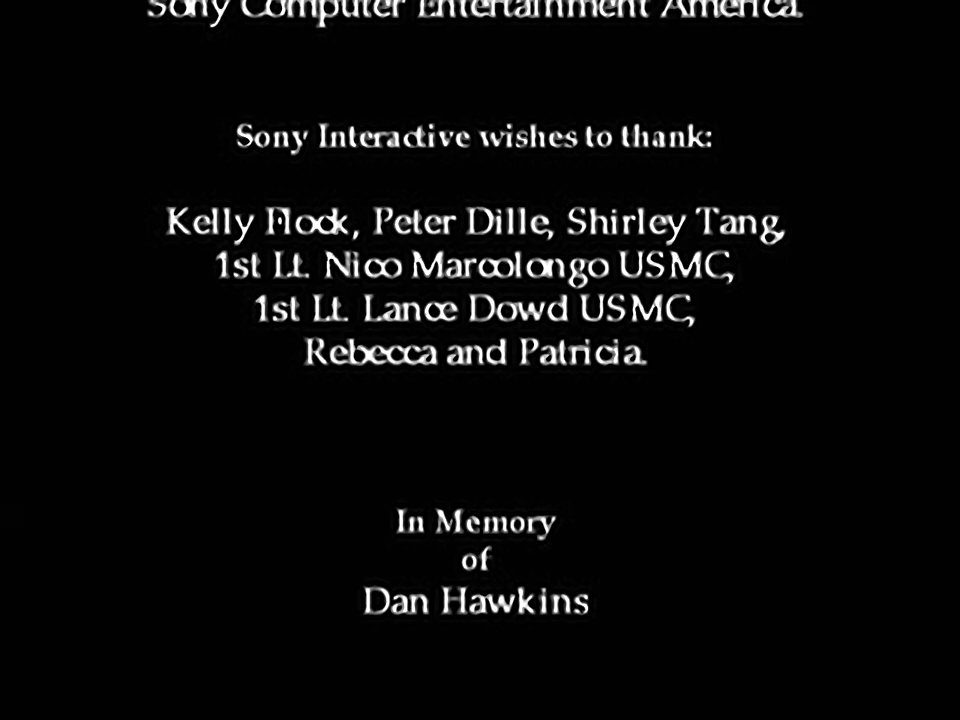 Sony Computer Entertainment America.
Sony Interactive wishes to thank:
Kelly Flock, Peter Dille, Shirley Tang,
1st Lt. Nico Marcolongo USMC,
1st Lt. Lance Dowd USMC,
Rebecca and Patricia.
In Memory
of
Dan Hawkins